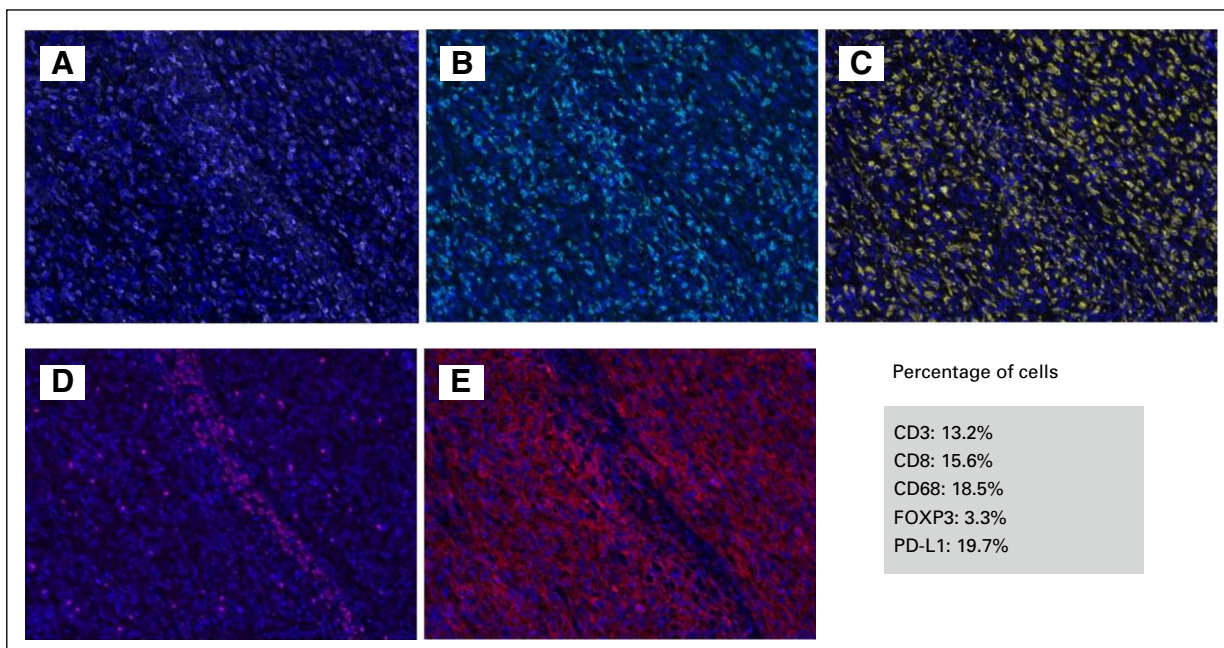 A
B
C
D
E
Percentage of cells
CD3: 13.2%
CD8: 15.6%
CD68: 18.5%
FOXP3: 3.3%
PD-L1: 19.7%